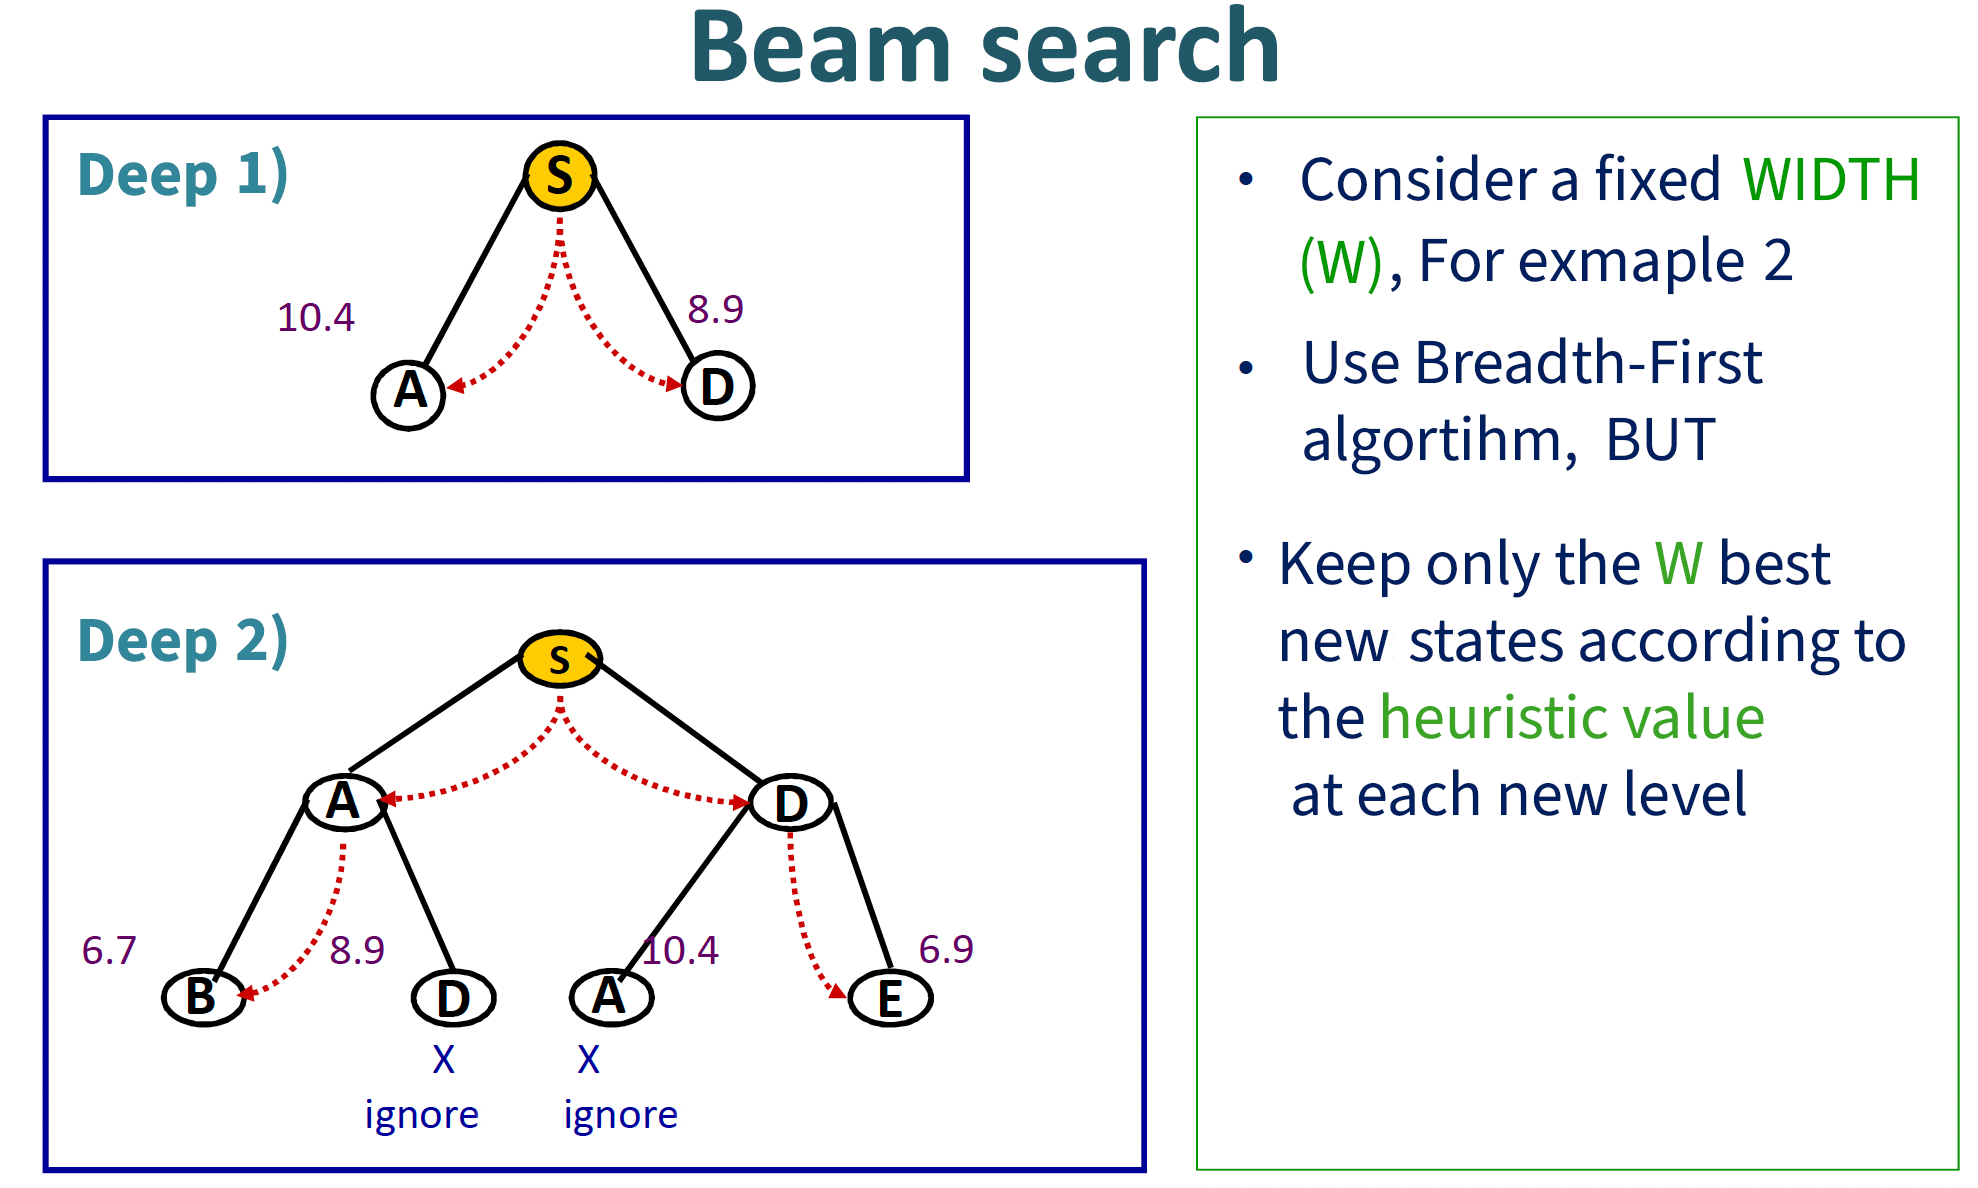 Beam search
Deep 1)
S
10.4
8.9
A
D
Deep 2)
S
A
D
6.7
8.9
10.4
6.9
B
D
A
E
X
X
ignore
ignore
• Consider a fixed WIDTH
(W), For exmaple 2
• Use Breadth-First
algortihm, BUT
• Keep only the W best
new states according to
the heuristic value
at each new level